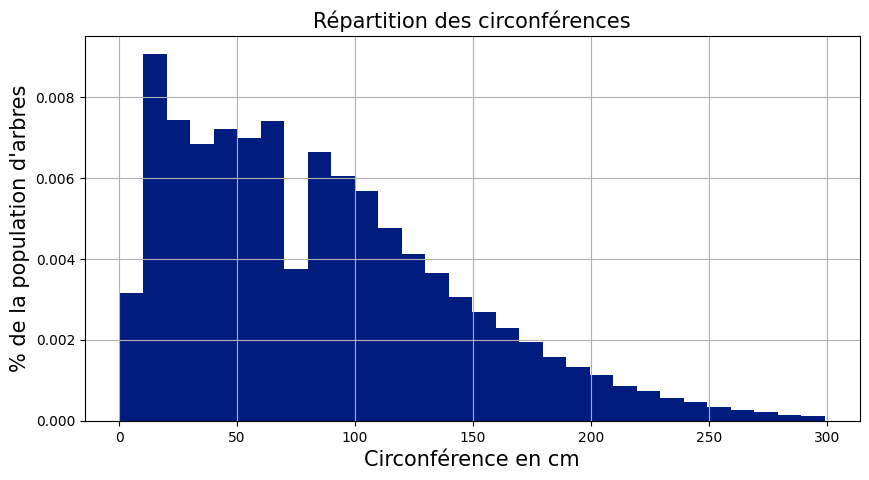 Répartition des circonférences
% de la population d'arbres
0.008
0.006
0.004
0.002
0.000
0 50 100 150 200 250 300
Circonférence en cm